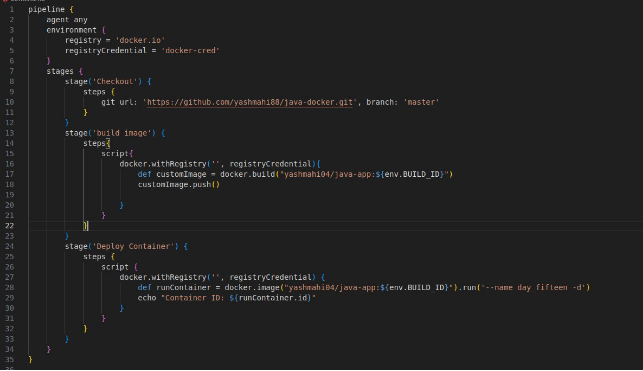 1 pipeline {
2     agent any
3     environment {
4         registry = 'docker.io'
5         registryCredential = 'docker-cred'
6     }
7     stages {
8         stage('Checkout') {
9             steps {
10                 git url: 'https://github.com/yashmahi88/java-docker.git', branch: 'master'
11             }
12         }
13         stage('build image') {
14             steps{
15                 script{
16                     docker.withRegistry('', registryCredential){
17                         def customImage = docker.build("yashmahi04/java-app:${env.BUILD_ID}")
18                         customImage.push()
19
20                     }
21                 }
22             }
23         }
24         stage('Deploy Container') {
25             steps {
26                 script {
27                     docker.withRegistry('', registryCredential) {
28                         def runContainer = docker.image("yashmahi04/java-app:${env.BUILD_ID}").run('--name day fifteen -d')
29                         echo "Container ID: ${runContainer.id}"
30                     }
31                 }
32             }
33         }
34     }
35 }